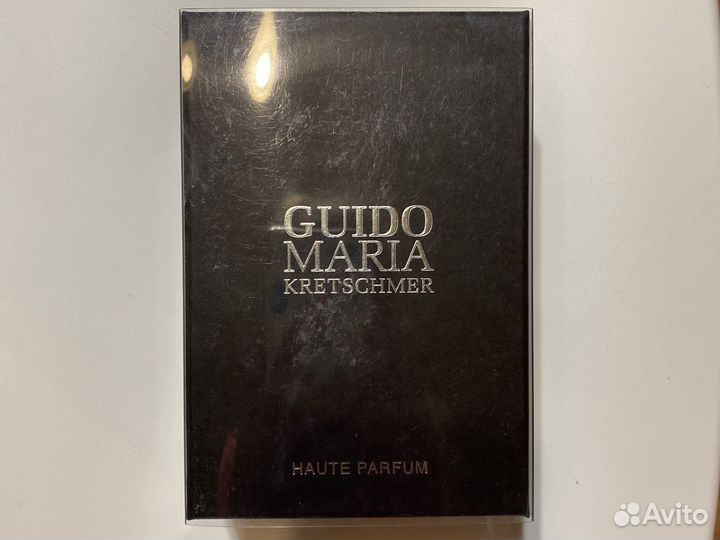 GUIDO
MARIA
KRETSCHMER
HAUTE PARFUM
Avito